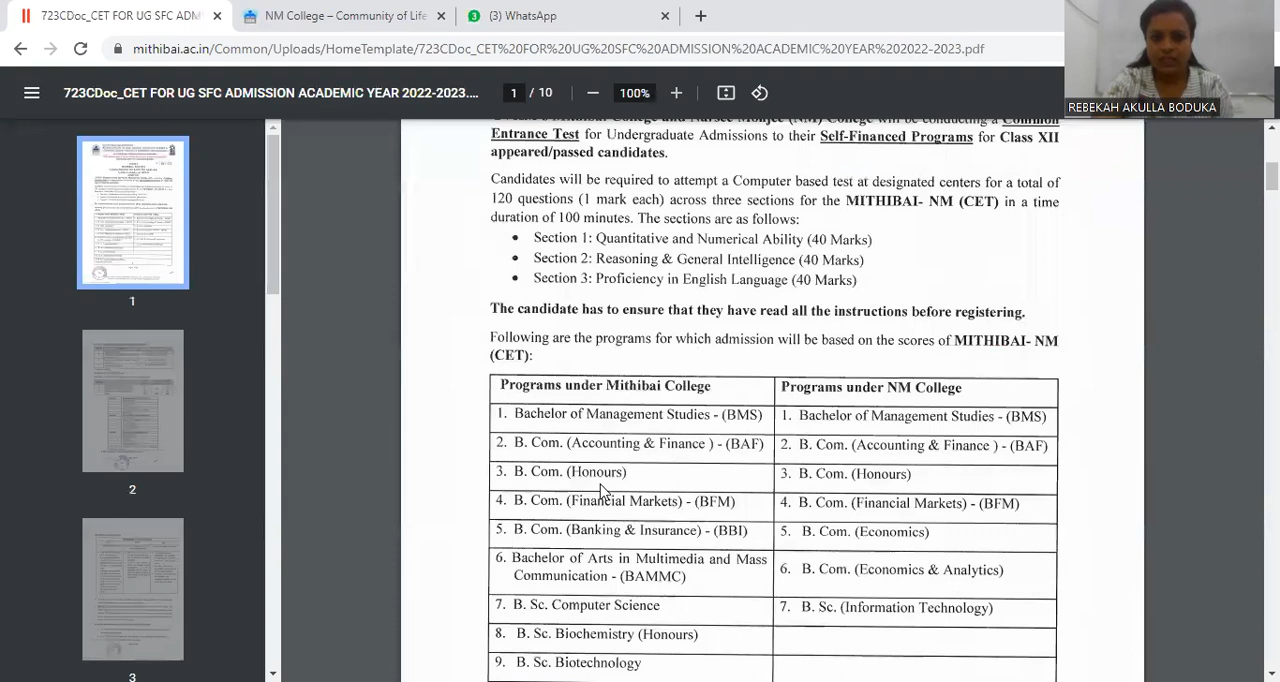 723CDoc_CET FOR UG SFC ADM
NM College – Community of Life
3
(3) WhatsApp
mithibai.ac.in/Common/Uploads/HomeTemplate/723CDoc_CET%20FOR%20UG%20SFC%20ADMISSION%20ACADEMIC%20YEAR%202022-2023.pdf
723CDoc_CET FOR UG SFC ADMISSION ACADEMIC YEAR 2022-2023....
1 / 10
100%
REBEKAH AKULLA BODUKA
Entrance Test for Undergraduate Admissions to their Self-Financed Programs for Class XII
appeared candidates.
Candidates shall be required to attempt a Computer based test at designated centers for a total of
questions of 1 mark each, across three sections of the MITHIBAI- NM (CET) in a time
duration of 100 minutes. The sections are as follows:
• Section 1: Quantitative and Numerical Ability (40 Marks)
• Section 2: Reasoning & General Intelligence (40 Marks)
• Section 3: Proficiency in English Language (40 Marks)
The candidate has to ensure that they have read all the instructions before registering.
Following are the programs for which admission will be based on the scores of MITHIBAI- NM
(CET):
Programs under Mithibai College Programs under NM College
1. Bachelor of Management Studies - (BMS) 1. Bachelor of Management Studies - (BMS)
2. B. Com. (Accounting & Finance ) - (BAF) 2. B. Com. (Accounting & Finance ) - (BAF)
3. B. Com. (Honours) 3. B. Com. (Honours)
4. B. Com. (Financial Markets) - (BFM) 4. B. Com. (Financial Markets) - (BFM)
5. B. Com. (Banking & Insurance) - (BBI) 5. B. Com. (Economics)
6. Bachelor of Arts in Multimedia and Mass
Communication - (BAMMC) 6. B. Com. (Economics & Analytics)
7. B. Sc. Computer Science 7. B. Sc. (Information Technology)
8. B. Sc. Chemistry (Honours)
9. B. Sc. Biotechnology
1
2
3